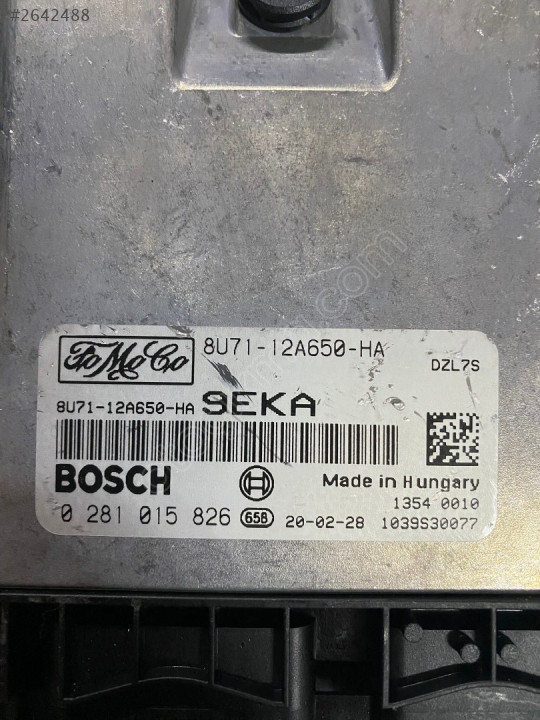 #2642488
FoMoCo 8U71-12A650-HA
DZL7S
8U71-12A650-HA 9EKA
BOSCH Made in Hungary
1354 0010
0 281 015 826 65B 20-02-28 1039S30077